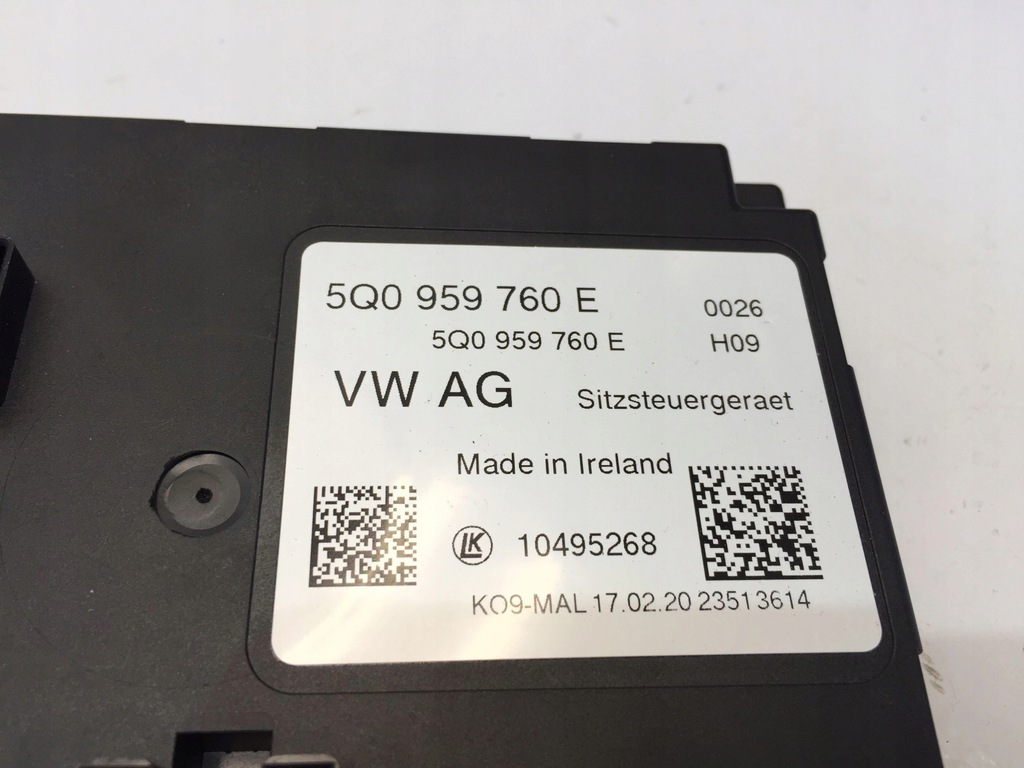 5Q0 959 760 E 0026
5Q0 959 760 E H09
VW AG Sitzsteuergeraet
Made in Ireland
LK 10495268
KO9-MAL 17.02.20 23513614